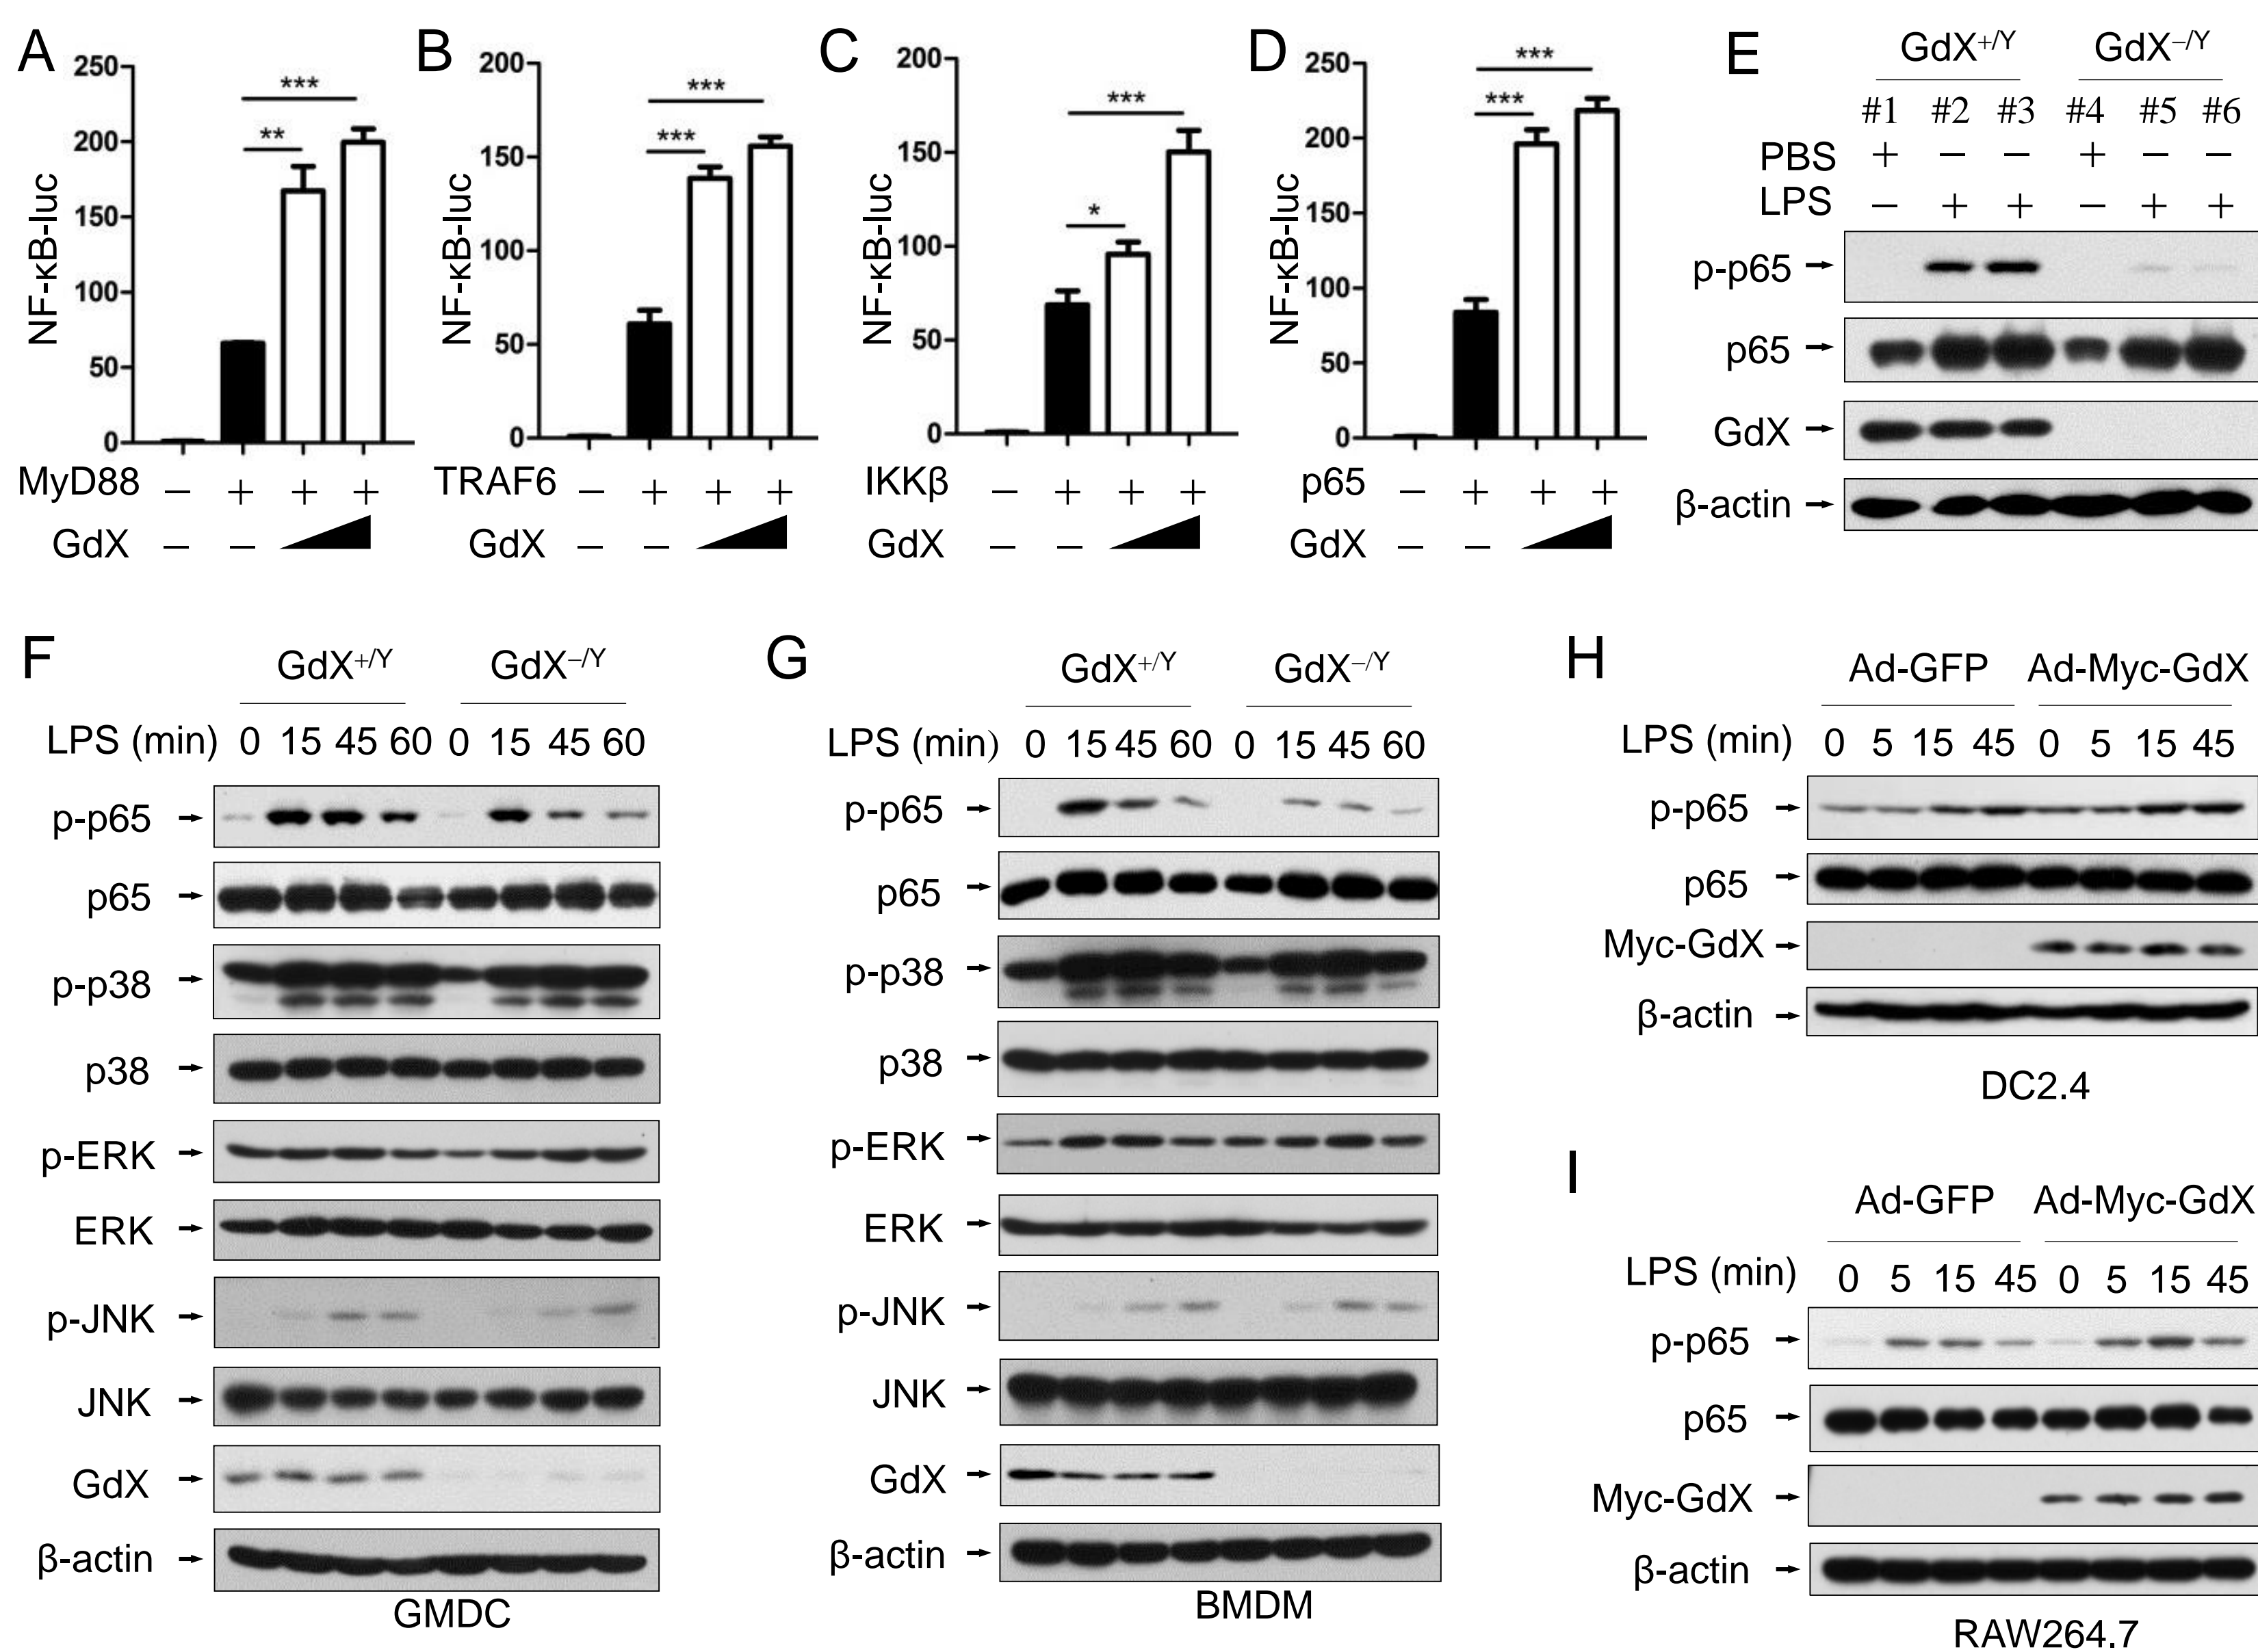 A
250
200
150
100
50
0
NF-κB-luc
***
**
MyD88 – + + +
GdX – –
B
200
150
100
50
0
NF-κB-luc
***
***
TRAF6 – + + +
GdX – –
C
200
150
100
50
0
NF-κB-luc
***
*
IKKβ – + + +
GdX – –
D
250
200
150
100
50
0
NF-κB-luc
***
***
p65 – + + +
GdX – –
E
GdX+/Y GdX–/Y
#1 #2 #3 #4 #5 #6
PBS + – – + – –
LPS – + + – + +
p-p65
p65
GdX
β-actin
F
GdX+/Y GdX–/Y
LPS (min) 0 15 45 60 0 15 45 60
p-p65
p65
p-p38
p38
p-ERK
ERK
p-JNK
JNK
GdX
β-actin
GMDC
G
GdX+/Y GdX–/Y
LPS (min) 0 15 45 60 0 15 45 60
p-p65
p65
p-p38
p38
p-ERK
ERK
p-JNK
JNK
GdX
β-actin
BMDM
H
Ad-GFP Ad-Myc-GdX
LPS (min) 0 5 15 45 0 5 15 45
p-p65
p65
Myc-GdX
β-actin
DC2.4
I
Ad-GFP Ad-Myc-GdX
LPS (min) 0 5 15 45 0 5 15 45
p-p65
p65
Myc-GdX
β-actin
RAW264.7